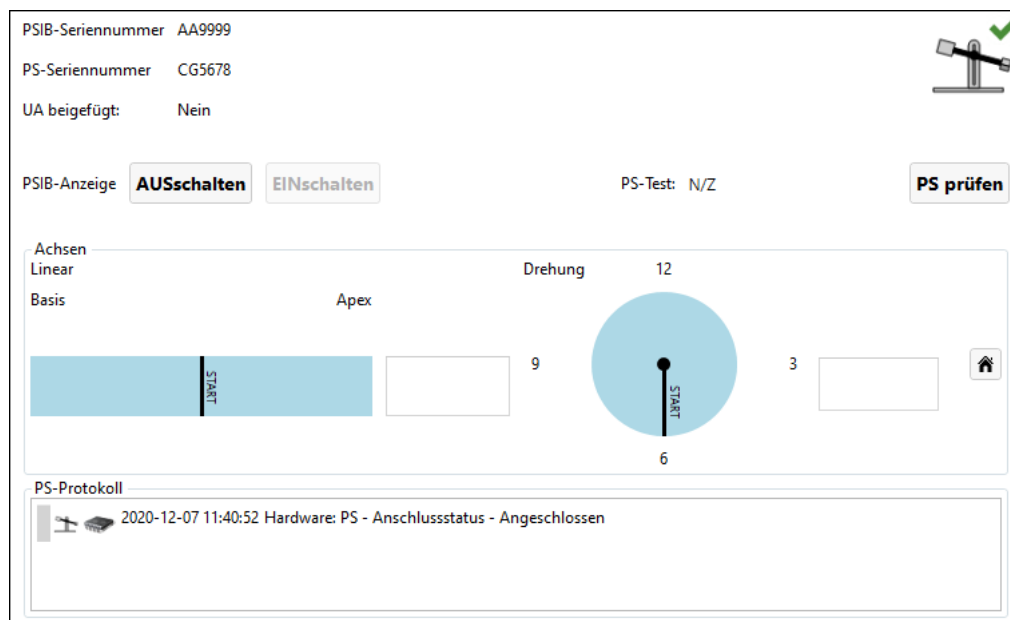 PSIB-Seriennummer AA9999
PS-Seriennummer CG5678
UA beigefügt: Nein
PSIB-Anzeige AUSschalten EINschalten PS-Test: N/Z PS prüfen
Achsen
Linear Drehung 12
Basis Apex
START 9 START 3
6
PS-Protokoll
2020-12-07 11:40:52 Hardware: PS - Anschlussstatus - Angeschlossen